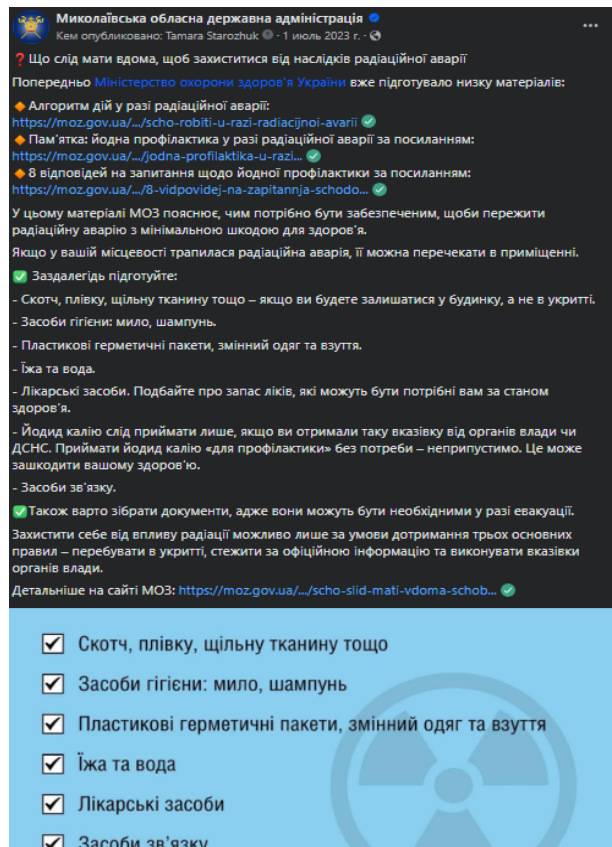 Миколаївська обласна державна адміністрація
Кем опубликовано: Tamara Starozhuk · 1 июль 2023 г. ·
❓Що слід мати вдома, щоб захиститися від наслідків радіаційної аварії
Попередньо Міністерство охорони здоров'я України вже підготувало низку матеріалів:
🔸Алгоритм дій у разі радіаційної аварії:
https://moz.gov.ua/.../scho-robiti-u-razi-radiacijnoi-avarii
🔸Пам'ятка: йодна профілактика у разі радіаційної аварії за посиланням:
https://moz.gov.ua/.../jodna-profilaktika-u-razi...
🔸8 відповідей на запитання щодо йодної профілактики за посиланням:
https://moz.gov.ua/.../8-vidpovidej-na-zapitannja-schodo...
У цьому матеріалі МОЗ пояснює, чим потрібно бути забезпеченим, щоби пережити
радіаційну аварію з мінімальною шкодою для здоров'я.
Якщо у вашій місцевості трапилася радіаційна аварія, її можна перечекати в приміщенні.
✅ Заздалегідь підготуйте:
- Скотч, плівку, щільну тканину тощо – якщо ви будете залишатися у будинку, а не в укритті.
- Засоби гігієни: мило, шампунь.
- Пластикові герметичні пакети, змінний одяг та взуття.
- Їжа та вода.
- Лікарські засоби. Подбайте про запас ліків, які можуть бути потрібні вам за станом
здоров'я.
- Йодид калію слід приймати лише, якщо ви отримали таку вказівку від органів влади чи
ДСНС. Приймати йодид калію «для профілактики» без потреби – неприпустимо. Це може
зашкодити вашому здоров'ю.
- Засоби зв'язку.
✅Також варто зібрати документи, адже вони можуть бути необхідними у разі евакуації.
Захистити себе від впливу радіації можливо лише за умови дотримання трьох основних
правил – перебувати в укритті, стежити за офіційною інформацію та виконувати вказівки
органів влади.
Детальніше на сайті МОЗ: https://moz.gov.ua/.../scho-slid-mati-vdoma-schob...
Скотч, плівку, щільну тканину тощо
Засоби гігієни: мило, шампунь
Пластикові герметичні пакети, змінний одяг та взуття
Їжа та вода
Лікарські засоби
Засоби зв'язку